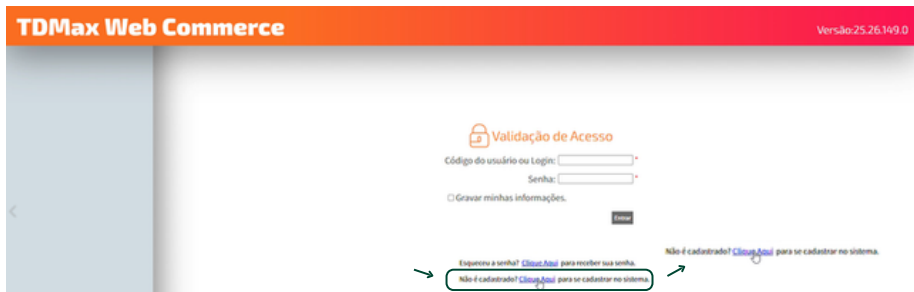 TDMax Web Commerce
Versão:25.26.149.0
Validação de Acesso
Código do usuário ou Login: *
Senha: *
Gravar minhas informações.
Entrar
Não é cadastrado? Clique Aqui para se cadastrar no sistema.
Esqueceu a senha? Clique Aqui para receber sua senha.
Não é cadastrado? Clique Aqui para se cadastrar no sistema.